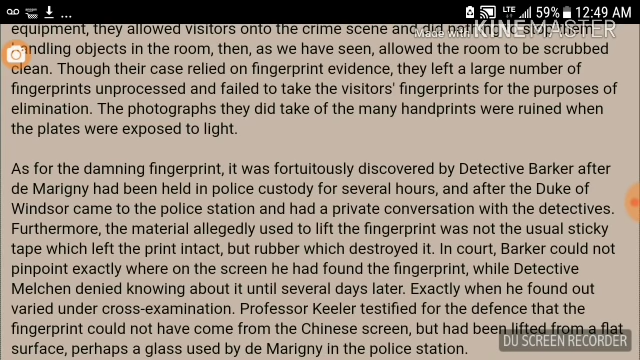 LTE 59% 12:49 AM
Made with KINEMASTER
equipment, they allowed visitors onto the crime scene and did
handling objects in the room, then, as we have seen, allowed the room to be scrubbed
clean. Though their case relied on fingerprint evidence, they left a large number of
fingerprints unprocessed and failed to take the visitors' fingerprints for the purposes of
elimination. The photographs they did take of the many handprints were ruined when
the plates were exposed to light.
As for the damning fingerprint, it was fortuitously discovered by Detective Barker after
de Marigny had been held in police custody for several hours, and after the Duke of
Windsor came to the police station and had a private conversation with the detectives.
Furthermore, the material allegedly used to lift the fingerprint was not the usual sticky
tape which left the print intact, but rubber which destroyed it. In court, Barker could not
pinpoint exactly where on the screen he had found the fingerprint, while Detective
Melchen denied knowing about it until several days later. Exactly when he found out
varied under cross-examination. Professor Keeler testified for the defence that the
fingerprint could not have come from the Chinese screen, but had been lifted from a flat
surface, perhaps a glass used by de Marigny in the police station.
DU SCREEN RECORDER